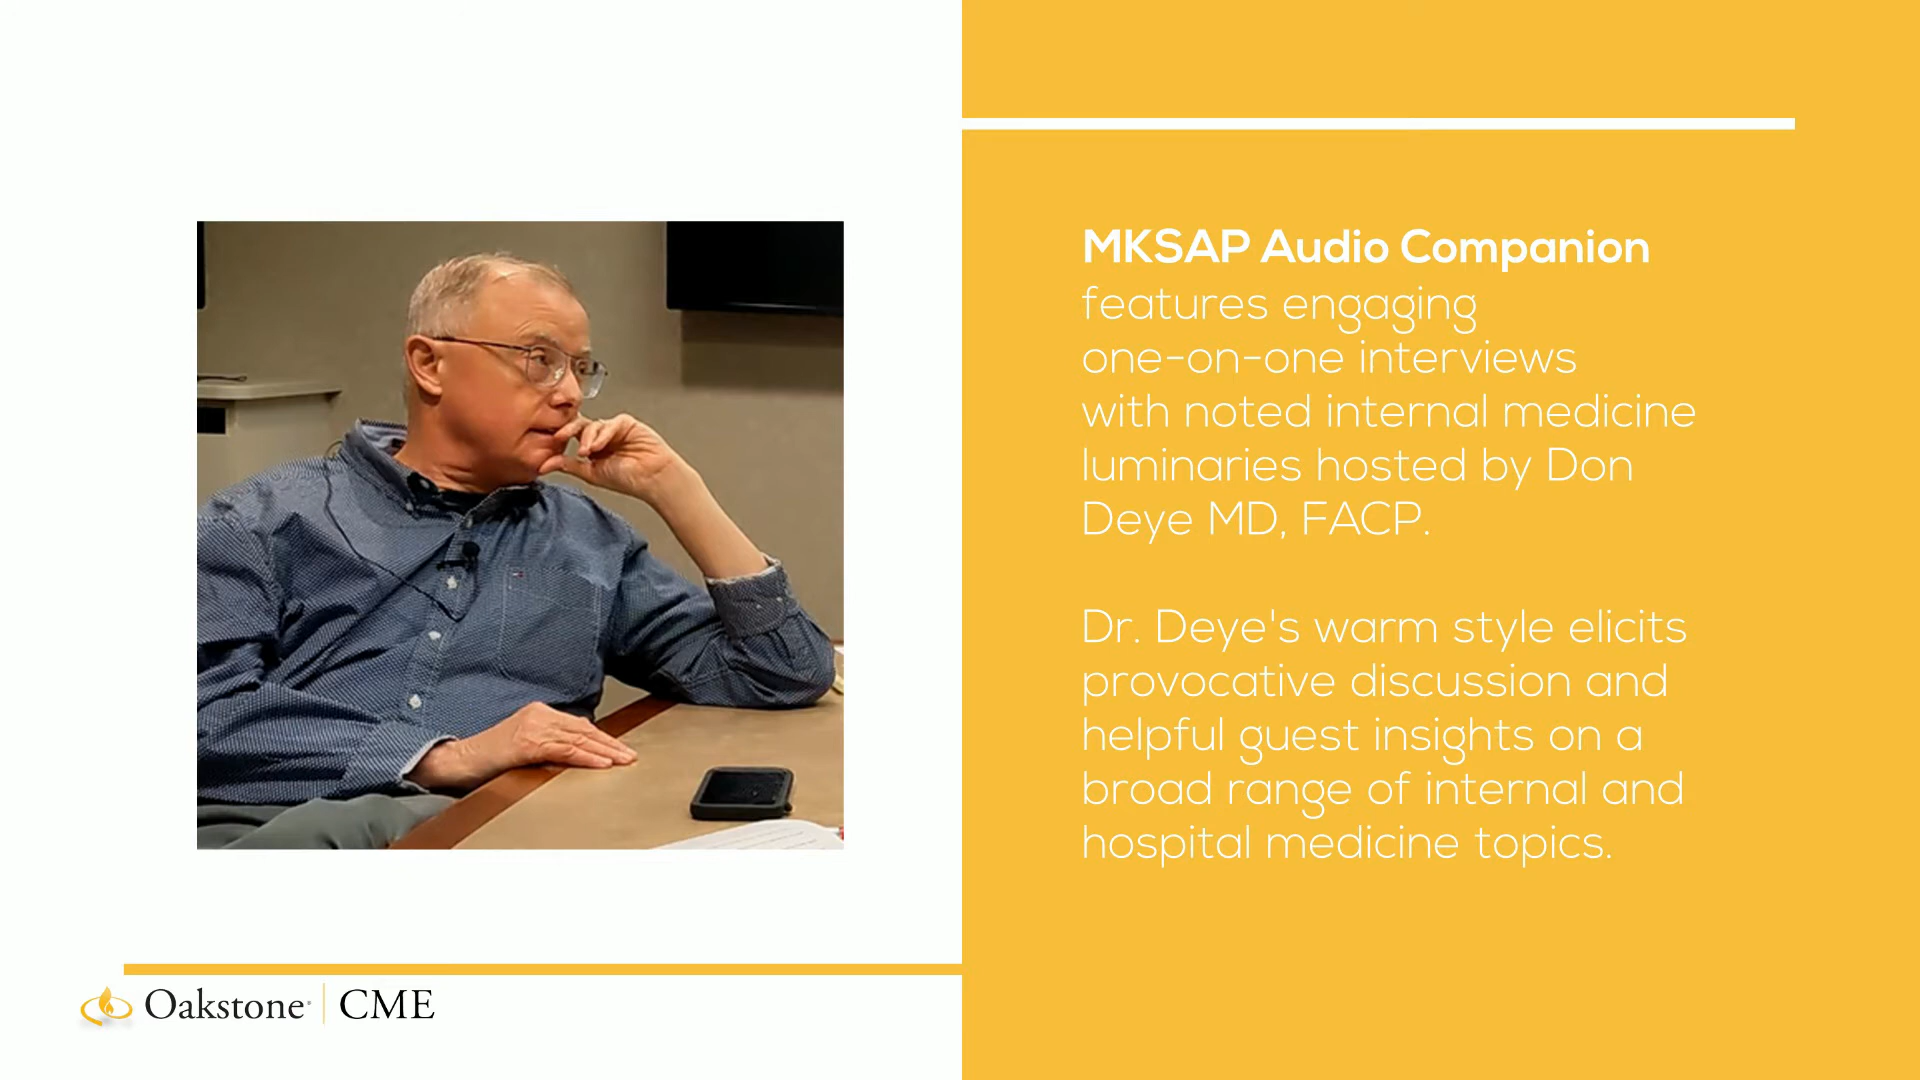 MKSAP Audio Companion
features engaging
one-on-one interviews
with noted internal medicine
luminaries hosted by Don
Deye MD, FACP.
Dr. Deye's warm style elicits
provocative discussion and
helpful guest insights on a
broad range of internal and
hospital medicine topics.
Oakstone® | CME